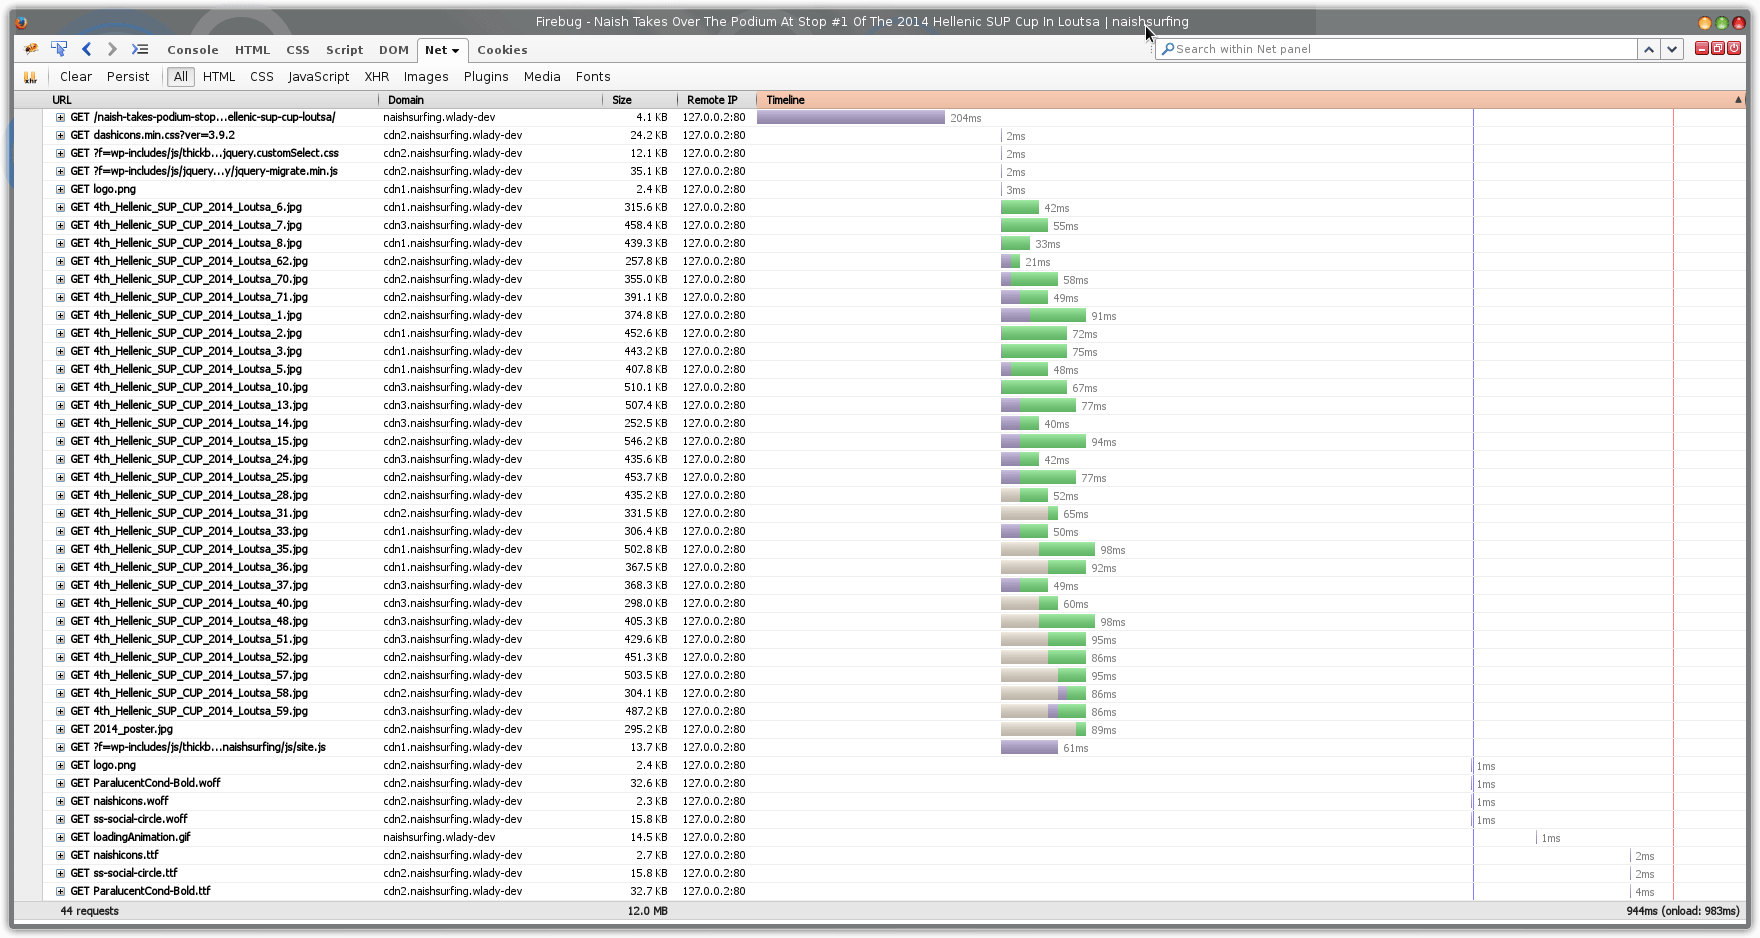 Firebug - Naish Takes Over The Podium At Stop #1 Of The 2014 Hellenic SUP Cup In Loutsa | naishsurfing
Console HTML CSS Script DOM Net Cookies Search within Net panel
Clear Persist All HTML CSS JavaScript XHR Images Plugins Media Fonts
URL Domain Size Remote IP Timeline
GET /naish-takes-podium-stop...ellenic-sup-cup-loutsa/ naishsurfing.wlady-dev 4.1 KB 127.0.0.2:80 204ms
GET dashicons.min.css?ver=3.9.2 cdn2.naishsurfing.wlady-dev 24.2 KB 127.0.0.2:80 2ms
GET ?f=wp-includes/js/thickb...jquery.customSelect.css cdn2.naishsurfing.wlady-dev 12.1 KB 127.0.0.2:80 2ms
GET ?f=wp-includes/js/jquery...y/jquery-migrate.min.js cdn2.naishsurfing.wlady-dev 35.1 KB 127.0.0.2:80 2ms
GET logo.png cdn1.naishsurfing.wlady-dev 2.4 KB 127.0.0.2:80 3ms
GET 4th_Hellenic_SUP_CUP_2014_Loutsa_6.jpg cdn1.naishsurfing.wlady-dev 315.6 KB 127.0.0.2:80 42ms
GET 4th_Hellenic_SUP_CUP_2014_Loutsa_7.jpg cdn3.naishsurfing.wlady-dev 458.4 KB 127.0.0.2:80 55ms
GET 4th_Hellenic_SUP_CUP_2014_Loutsa_8.jpg cdn1.naishsurfing.wlady-dev 439.3 KB 127.0.0.2:80 33ms
GET 4th_Hellenic_SUP_CUP_2014_Loutsa_62.jpg cdn2.naishsurfing.wlady-dev 257.8 KB 127.0.0.2:80 21ms
GET 4th_Hellenic_SUP_CUP_2014_Loutsa_70.jpg cdn2.naishsurfing.wlady-dev 355.0 KB 127.0.0.2:80 58ms
GET 4th_Hellenic_SUP_CUP_2014_Loutsa_71.jpg cdn2.naishsurfing.wlady-dev 391.1 KB 127.0.0.2:80 49ms
GET 4th_Hellenic_SUP_CUP_2014_Loutsa_1.jpg cdn2.naishsurfing.wlady-dev 374.8 KB 127.0.0.2:80 91ms
GET 4th_Hellenic_SUP_CUP_2014_Loutsa_2.jpg cdn1.naishsurfing.wlady-dev 452.6 KB 127.0.0.2:80 72ms
GET 4th_Hellenic_SUP_CUP_2014_Loutsa_3.jpg cdn1.naishsurfing.wlady-dev 443.2 KB 127.0.0.2:80 75ms
GET 4th_Hellenic_SUP_CUP_2014_Loutsa_5.jpg cdn1.naishsurfing.wlady-dev 407.8 KB 127.0.0.2:80 48ms
GET 4th_Hellenic_SUP_CUP_2014_Loutsa_10.jpg cdn3.naishsurfing.wlady-dev 510.1 KB 127.0.0.2:80 67ms
GET 4th_Hellenic_SUP_CUP_2014_Loutsa_13.jpg cdn3.naishsurfing.wlady-dev 507.4 KB 127.0.0.2:80 77ms
GET 4th_Hellenic_SUP_CUP_2014_Loutsa_14.jpg cdn3.naishsurfing.wlady-dev 252.5 KB 127.0.0.2:80 40ms
GET 4th_Hellenic_SUP_CUP_2014_Loutsa_15.jpg cdn2.naishsurfing.wlady-dev 546.2 KB 127.0.0.2:80 94ms
GET 4th_Hellenic_SUP_CUP_2014_Loutsa_24.jpg cdn3.naishsurfing.wlady-dev 435.6 KB 127.0.0.2:80 42ms
GET 4th_Hellenic_SUP_CUP_2014_Loutsa_25.jpg cdn2.naishsurfing.wlady-dev 453.7 KB 127.0.0.2:80 77ms
GET 4th_Hellenic_SUP_CUP_2014_Loutsa_28.jpg cdn2.naishsurfing.wlady-dev 435.2 KB 127.0.0.2:80 52ms
GET 4th_Hellenic_SUP_CUP_2014_Loutsa_31.jpg cdn2.naishsurfing.wlady-dev 331.5 KB 127.0.0.2:80 65ms
GET 4th_Hellenic_SUP_CUP_2014_Loutsa_33.jpg cdn1.naishsurfing.wlady-dev 306.4 KB 127.0.0.2:80 50ms
GET 4th_Hellenic_SUP_CUP_2014_Loutsa_35.jpg cdn1.naishsurfing.wlady-dev 502.8 KB 127.0.0.2:80 98ms
GET 4th_Hellenic_SUP_CUP_2014_Loutsa_36.jpg cdn1.naishsurfing.wlady-dev 367.5 KB 127.0.0.2:80 92ms
GET 4th_Hellenic_SUP_CUP_2014_Loutsa_37.jpg cdn3.naishsurfing.wlady-dev 368.3 KB 127.0.0.2:80 49ms
GET 4th_Hellenic_SUP_CUP_2014_Loutsa_40.jpg cdn3.naishsurfing.wlady-dev 298.0 KB 127.0.0.2:80 60ms
GET 4th_Hellenic_SUP_CUP_2014_Loutsa_48.jpg cdn3.naishsurfing.wlady-dev 405.3 KB 127.0.0.2:80 98ms
GET 4th_Hellenic_SUP_CUP_2014_Loutsa_51.jpg cdn3.naishsurfing.wlady-dev 429.6 KB 127.0.0.2:80 95ms
GET 4th_Hellenic_SUP_CUP_2014_Loutsa_52.jpg cdn2.naishsurfing.wlady-dev 451.3 KB 127.0.0.2:80 86ms
GET 4th_Hellenic_SUP_CUP_2014_Loutsa_57.jpg cdn2.naishsurfing.wlady-dev 503.5 KB 127.0.0.2:80 95ms
GET 4th_Hellenic_SUP_CUP_2014_Loutsa_58.jpg cdn2.naishsurfing.wlady-dev 304.1 KB 127.0.0.2:80 86ms
GET 4th_Hellenic_SUP_CUP_2014_Loutsa_59.jpg cdn3.naishsurfing.wlady-dev 487.2 KB 127.0.0.2:80 86ms
GET 2014_poster.jpg cdn2.naishsurfing.wlady-dev 295.2 KB 127.0.0.2:80 89ms
GET ?f=wp-includes/js/thickb...naishsurfing/js/site.js cdn1.naishsurfing.wlady-dev 13.7 KB 127.0.0.2:80 61ms
GET logo.png cdn2.naishsurfing.wlady-dev 2.4 KB 127.0.0.2:80 1ms
GET ParalucentCond-Bold.woff cdn2.naishsurfing.wlady-dev 32.6 KB 127.0.0.2:80 1ms
GET naishicons.woff cdn2.naishsurfing.wlady-dev 2.3 KB 127.0.0.2:80 1ms
GET ss-social-circle.woff cdn2.naishsurfing.wlady-dev 15.8 KB 127.0.0.2:80 1ms
GET loadingAnimation.gif naishsurfing.wlady-dev 14.5 KB 127.0.0.2:80 1ms
GET naishicons.ttf cdn2.naishsurfing.wlady-dev 2.7 KB 127.0.0.2:80 2ms
GET ss-social-circle.ttf cdn2.naishsurfing.wlady-dev 15.8 KB 127.0.0.2:80 2ms
GET ParalucentCond-Bold.ttf cdn2.naishsurfing.wlady-dev 32.7 KB 127.0.0.2:80 4ms
44 requests 12.0 MB 944ms (onload: 983ms)